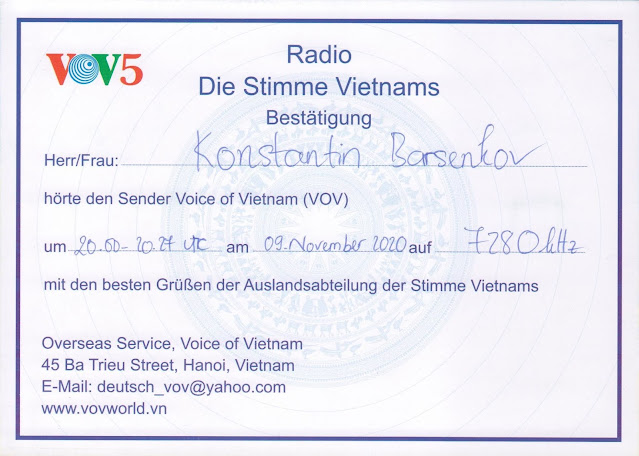 VOV5
Radio
Die Stimme Vietnams
Bestätigung
Herr/Frau: Konstantin Barsenkov
hörte den Sender Voice of Vietnam (VOV)
um 20.00-20.27 UTC am 09.November 2020 auf 7280 kHz
mit den besten Grüßen der Auslandsabteilung der Stimme Vietnams
Overseas Service, Voice of Vietnam
45 Ba Trieu Street, Hanoi, Vietnam
E-Mail: deutsch_vov@yahoo.com
www.vovworld.vn